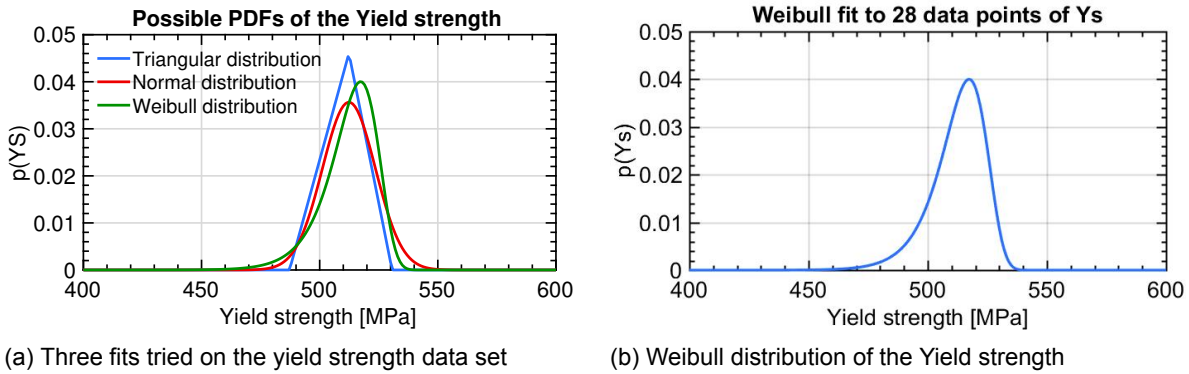 Possible PDFs of the Yield strength
0.05
0.04
0.03
0.02
0.01
0
p(YS)
Triangular distribution
Normal distribution
Weibull distribution
400
450
500
550
600
Yield strength [MPa]
(a) Three fits tried on the yield strength data set
Weibull fit to 28 data points of Ys
0.05
0.04
0.03
0.02
0.01
0
p(Ys)
400
450
500
550
600
Yield strength [MPa]
(b) Weibull distribution of the Yield strength